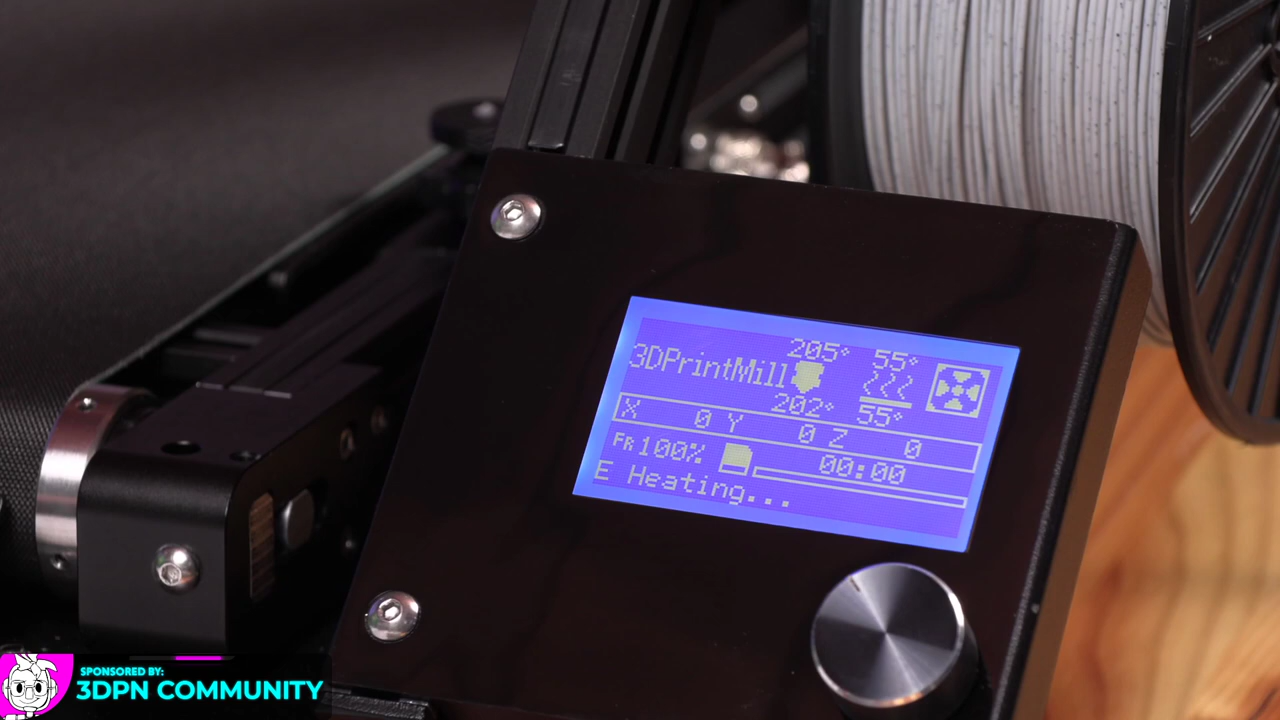 205° 55°
3DPrintMill
202° 55°
X 0 Y 0 Z 0
FR 100% 00:00
E Heating...
SPONSORED BY:
3DPN COMMUNITY